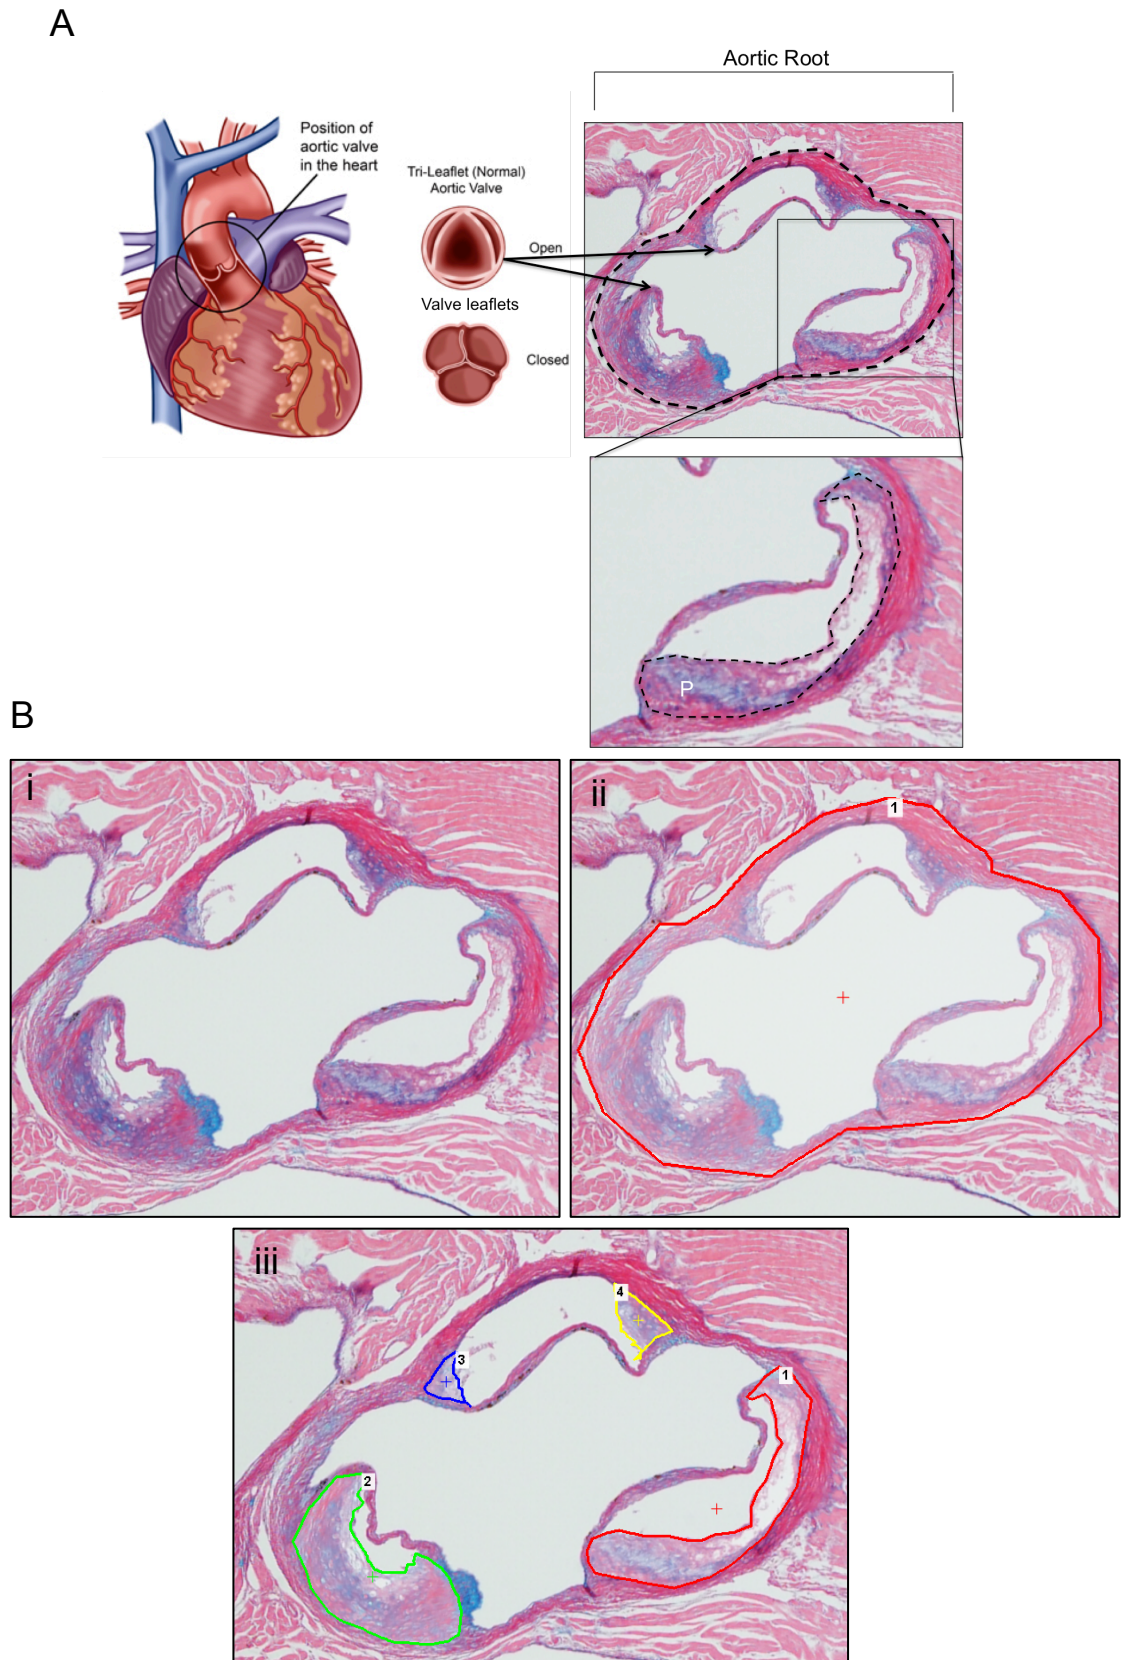 A
Aortic Root
Position of
aortic valve
in the heart
Tri-Leaflet (Normal)
Aortic Valve
Open
Valve leaflets
Closed
P
B
i
ii
1
iii
4
3
1
2